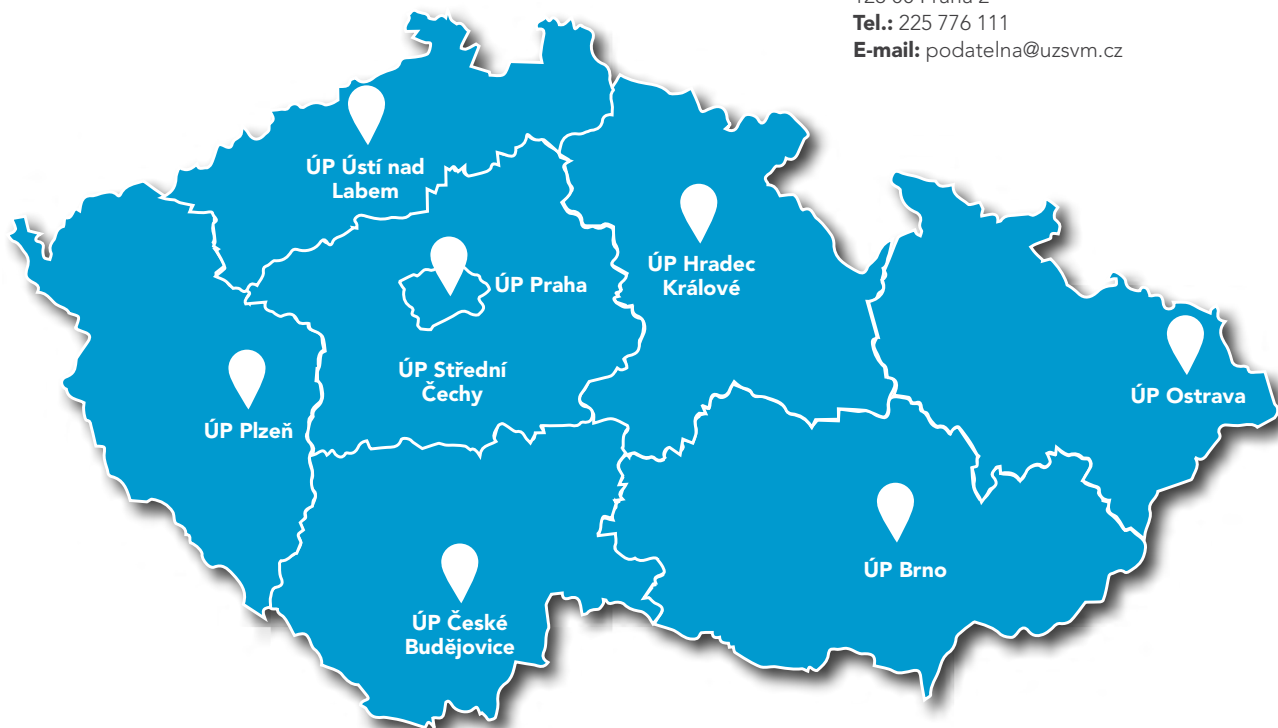 Tel.: 225 776 111
E-mail: podatelna@uzsvm.cz
ÚP Ústí nad
Labem
ÚP Hradec
Králové
ÚP Praha
ÚP Střední
Čechy
ÚP Plzeň
ÚP Ostrava
ÚP Brno
ÚP České
Budějovice